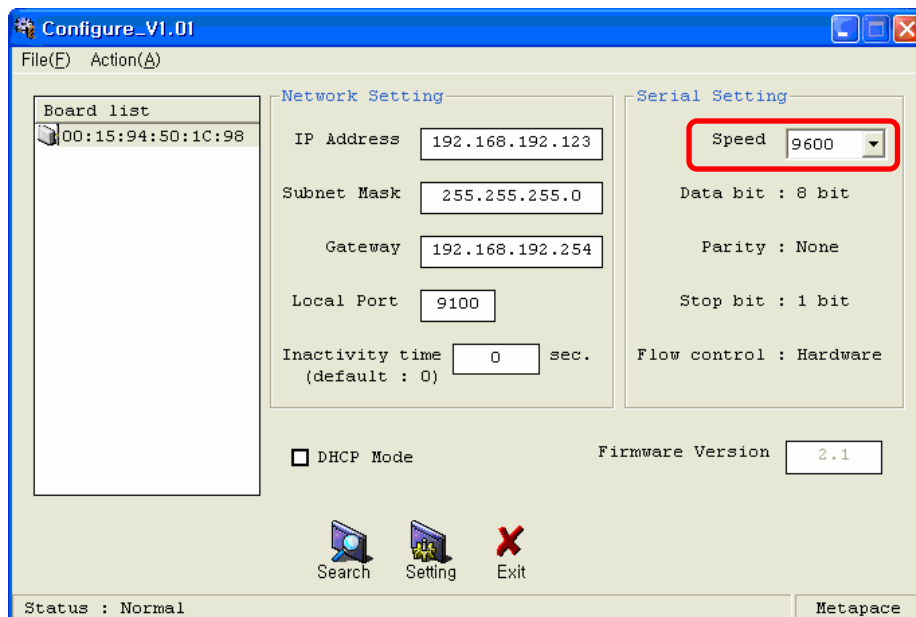 Configure_V1.01
File(F) Action(A)
Board list
00:15:94:50:1C:98
Network Setting
IP Address 192.168.192.123
Subnet Mask 255.255.255.0
Gateway 192.168.192.254
Local Port 9100
Inactivity time 0 sec.
(default : 0)
Serial Setting
Speed 9600
Data bit : 8 bit
Parity : None
Stop bit : 1 bit
Flow control : Hardware
DHCP Mode
Firmware Version 2.1
Search Setting Exit
Status : Normal Metapace